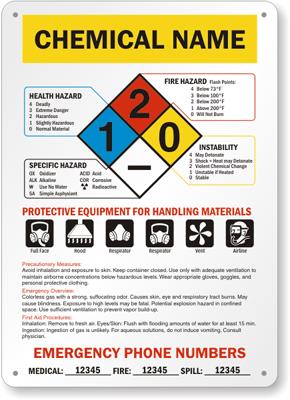 CHEMICAL NAME
HEALTH HAZARD
4 Deadly
3 Extreme Danger
2 Hazardous
1 Slightly Hazardous
0 Normal Material
FIRE HAZARD Flash Points:
4 Below 73°F
3 Below 100°F
2 Below 200°F
1 Above 200°F
0 Will Not Burn
2
1
0
SPECIFIC HAZARD
OX Oxidizer ACID Acid
ALK Alkaline COR Corrosive
W Use No Water Radioactive
SA Simple Asphyxiant
INSTABILITY
4 May Detonate
3 Shock + Heat may Detonate
2 Violent Chemical Change
1 Unstable if Heated
0 Stable
PROTECTIVE EQUIPMENT FOR HANDLING MATERIALS
Full Face Hood Respirator Respirator Vent Airline
Precautionary Measures:
Avoid inhalation and exposure to skin. Keep container closed. Use only with adequate ventilation to
maintain airborne concentrations below hazardous levels. Wear appropriate gloves, goggles, and
personal protective clothing.
Emergency Overview:
Colorless gas with a strong, suffocating odor. Causes skin, eye and respiratory tract burns. May
cause blindness. Exposure to high levels may be fatal. Potential explosion hazard in confined
space. Use sufficient ventilation to prevent vapor build-up.
First Aid Procedures:
Inhalation: Remove to fresh air. Eyes/Skin: Flush with flooding amounts of water for at least 15 min.
Ingestion: Ingestion of gas is unlikely. For aqueous solutions, do not induce vomiting. Consult
physician.
EMERGENCY PHONE NUMBERS
MEDICAL: 12345 FIRE: 12345 SPILL: 12345